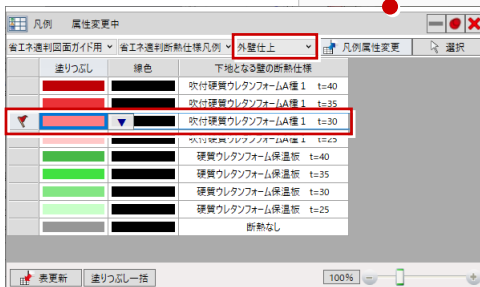 凡例 属性変更中
省エネ適判図面ガイド用 省エネ適判断熱仕様凡例 外壁仕上 凡例属性変更 選択
塗りつぶし 線色 下地となる壁の断熱仕様
吹付硬質ウレタンフォームA種1 t=40
吹付硬質ウレタンフォームA種1 t=35
吹付硬質ウレタンフォームA種1 t=30
吹付硬質ウレタンフォームA種1 t=25
硬質ウレタンフォーム保温板 t=40
硬質ウレタンフォーム保温板 t=35
硬質ウレタンフォーム保温板 t=30
硬質ウレタンフォーム保温板 t=25
断熱なし
表更新 塗りつぶし一括 100%